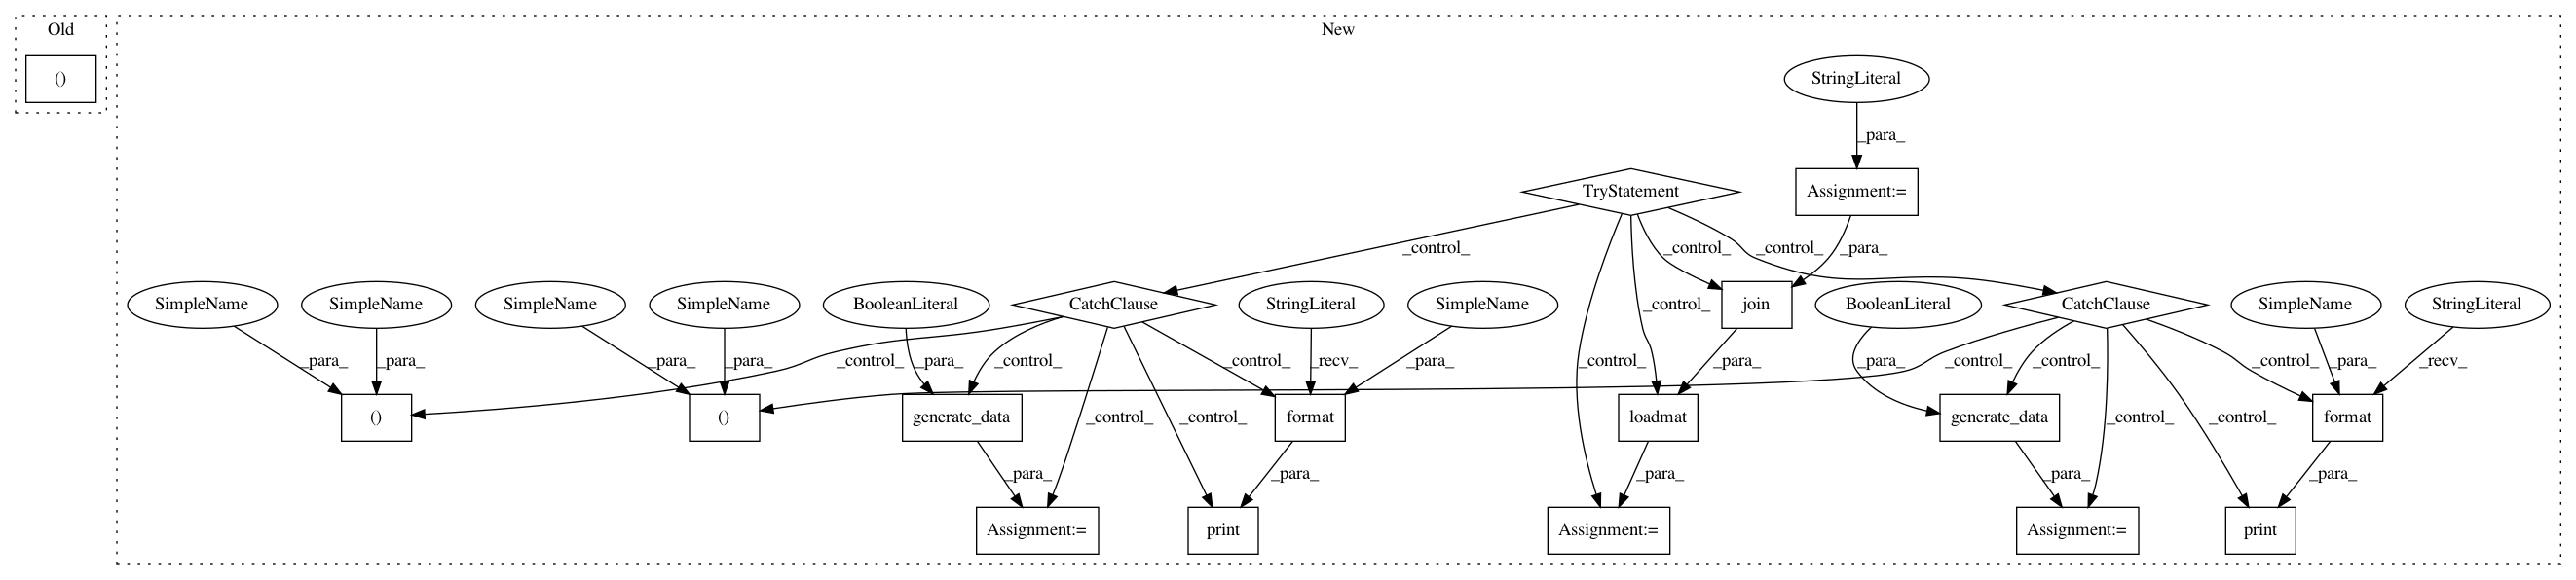 Old
New
()
StringLiteral
_para_
TryStatement
Assignment:=
_control_
_control_
_control_
_para_
SimpleName
SimpleName
SimpleName
SimpleName
BooleanLiteral
CatchClause
StringLiteral
SimpleName
_control_
join
BooleanLiteral
CatchClause
SimpleName
StringLiteral
_para_
_para_
_para_
_para_
_control_
_para_
_control_
_control_
_recv_
_para_
_control_
_para_
_para_
_control_
_control_
_control_
_para_
_recv_
()
()
generate_data
_control_
_control_
format
loadmat
generate_data
_control_
_control_
format
_para_
_para_
_para_
_para_
_para_
Assignment:=
print
Assignment:=
Assignment:=
print